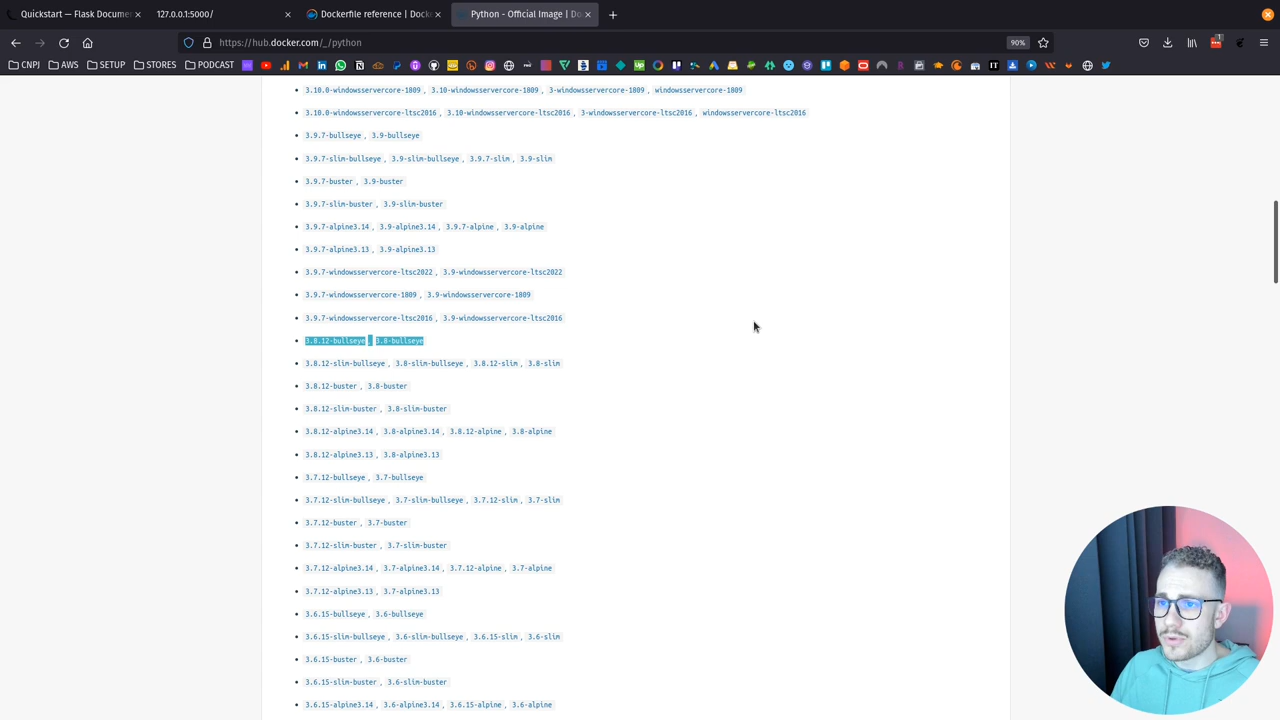 Quickstart — Flask Documen
127.0.0.1:5000/
Dockerfile reference | Docke
Python - Official Image | Do
https://hub.docker.com/_/python
90%
1
CNPJ
AWS
SETUP
STORES
PODCAST
3.10.0-windowsservercore-1809 , 3.10-windowsservercore-1809 , 3-windowsservercore-1809 , windowsservercore-1809
3.10.0-windowsservercore-ltsc2016 , 3.10-windowsservercore-ltsc2016 , 3-windowsservercore-ltsc2016 , windowsservercore-ltsc2016
3.9.7-bullseye , 3.9-bullseye
3.9.7-slim-bullseye , 3.9-slim-bullseye , 3.9.7-slim , 3.9-slim
3.9.7-buster , 3.9-buster
3.9.7-slim-buster , 3.9-slim-buster
3.9.7-alpine3.14 , 3.9-alpine3.14 , 3.9.7-alpine , 3.9-alpine
3.9.7-alpine3.13 , 3.9-alpine3.13
3.9.7-windowsservercore-ltsc2022 , 3.9-windowsservercore-ltsc2022
3.9.7-windowsservercore-1809 , 3.9-windowsservercore-1809
3.9.7-windowsservercore-ltsc2016 , 3.9-windowsservercore-ltsc2016
3.8.12-bullseye , 3.8-bullseye
3.8.12-slim-bullseye , 3.8-slim-bullseye , 3.8.12-slim , 3.8-slim
3.8.12-buster , 3.8-buster
3.8.12-slim-buster , 3.8-slim-buster
3.8.12-alpine3.14 , 3.8-alpine3.14 , 3.8.12-alpine , 3.8-alpine
3.8.12-alpine3.13 , 3.8-alpine3.13
3.7.12-bullseye , 3.7-bullseye
3.7.12-slim-bullseye , 3.7-slim-bullseye , 3.7.12-slim , 3.7-slim
3.7.12-buster , 3.7-buster
3.7.12-slim-buster , 3.7-slim-buster
3.7.12-alpine3.14 , 3.7-alpine3.14 , 3.7.12-alpine , 3.7-alpine
3.7.12-alpine3.13 , 3.7-alpine3.13
3.6.15-bullseye , 3.6-bullseye
3.6.15-slim-bullseye , 3.6-slim-bullseye , 3.6.15-slim , 3.6-slim
3.6.15-buster , 3.6-buster
3.6.15-slim-buster , 3.6-slim-buster
3.6.15-alpine3.14 , 3.6-alpine3.14 , 3.6.15-alpine , 3.6-alpine